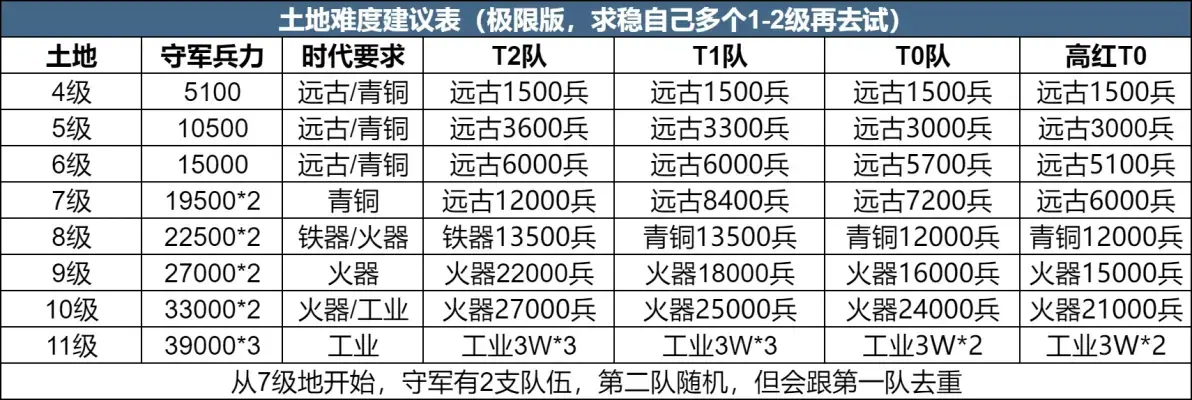 土地难度建议表（极限版，求稳自己多个1-2级再去试）
土地 守军兵力 时代要求 T2队 T1队 T0队 高红T0
4级 5100 远古/青铜 远古1500兵 远古1500兵 远古1500兵 远古1500兵
5级 10500 远古/青铜 远古3600兵 远古3300兵 远古3000兵 远古3000兵
6级 15000 远古/青铜 远古6000兵 远古6000兵 远古5700兵 远古5100兵
7级 19500*2 青铜 远古12000兵 远古8400兵 远古7200兵 远古6000兵
8级 22500*2 铁器/火器 铁器13500兵 青铜13500兵 青铜12000兵 青铜12000兵
9级 27000*2 火器 火器22000兵 火器18000兵 火器16000兵 火器15000兵
10级 33000*2 火器/工业 火器27000兵 火器25000兵 火器24000兵 火器21000兵
11级 39000*3 工业 工业3W*3 工业3W*3 工业3W*2 工业3W*2
从7级地开始，守军有2支队伍，第二队随机，但会跟第一队去重